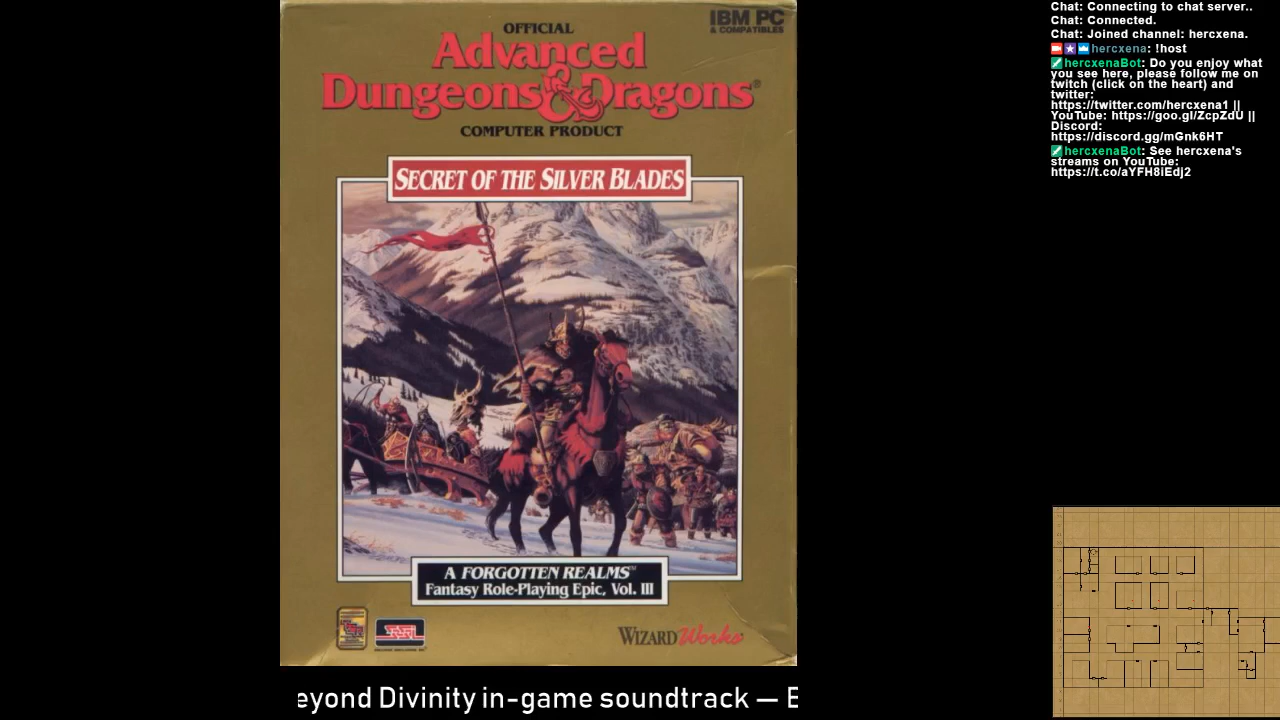 OFFICIAL
Advanced
Dungeons & Dragons®
COMPUTER PRODUCT
IBM PC
& COMPATIBLES
SECRET OF THE SILVER BLADES
A FORGOTTEN REALMS™
Fantasy Role-Playing Epic, Vol. III
SSI
WIZARD Works
eyond Divinity in-game soundtrack — B
Chat: Connecting to chat server..
Chat: Connected.
Chat: Joined channel: hercxena.
hercxena: !host
hercxenaBot: Do you enjoy what
you see here, please follow me on
twitch (click on the heart) and
twitter:
https://twitter.com/hercxena1 ||
YouTube: https://goo.gl/ZcpZdU ||
Discord:
https://discord.gg/mGnk6HT
hercxenaBot: See hercxena's
streams on YouTube:
https://t.co/aYFH8iEdj2